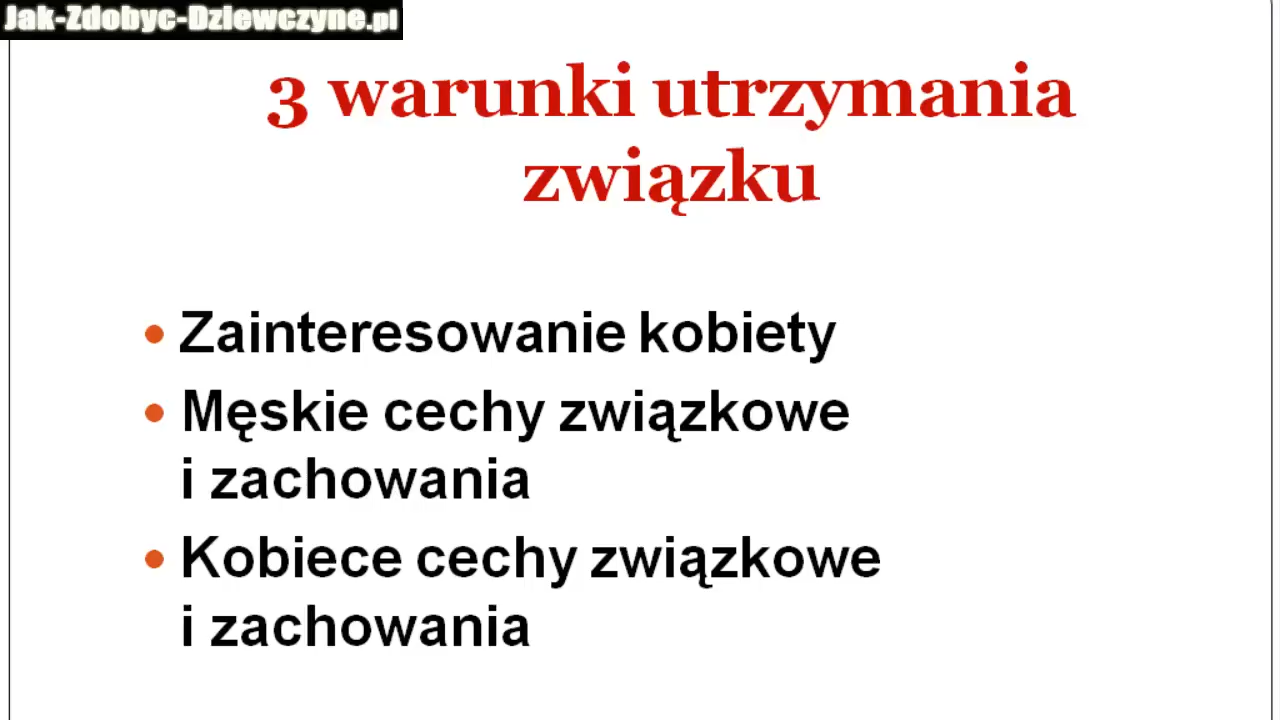 Jak-Zdobyc-Dziewczyne.pl
3 warunki utrzymania
związku
• Zainteresowanie kobiety
• Męskie cechy związkowe
i zachowania
• Kobiece cechy związkowe
i zachowania